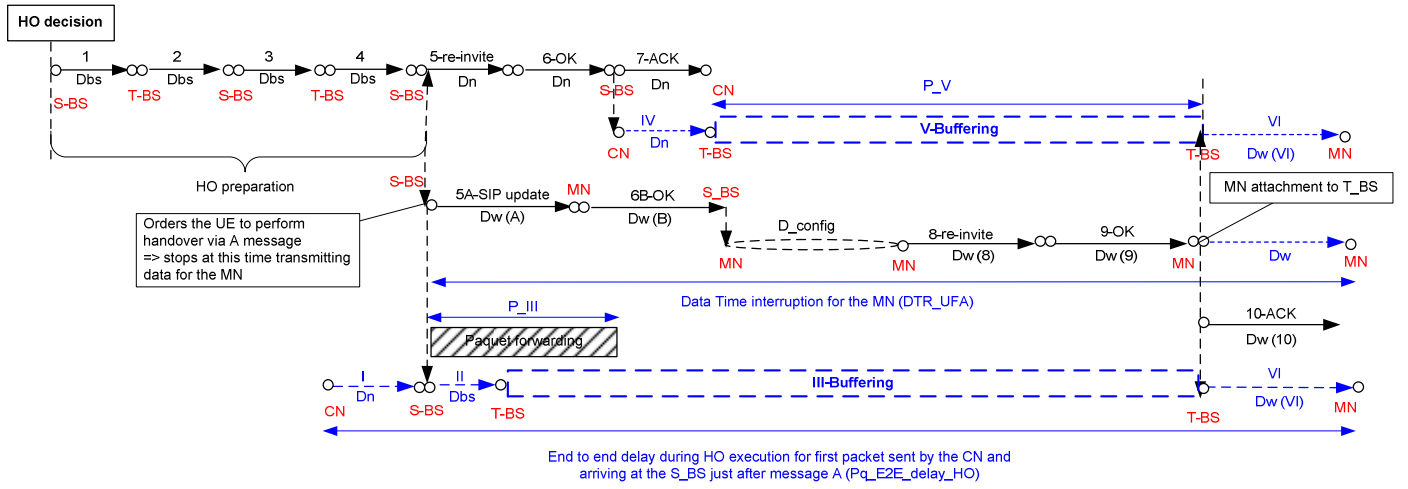 HO decision
1
2
3
4
5-re-invite
6-OK
7-ACK
Dbs
Dbs
Dbs
Dbs
Dn
Dn
Dn
S-BS
T-BS
S-BS
T-BS
S-BS
S-BS
CN
P_V
IV
Dn
CN
T-BS
V-Buffering
T-BS
VI
Dw (VI)
MN
HO preparation
S-BS
5A-SIP update
Dw (A)
MN
6B-OK
Dw (B)
S_BS
MN attachment to T_BS
Orders the UE to perform
handover via A message
=> stops at this time transmitting
data for the MN
D_config
MN
MN
8-re-invite
Dw (8)
9-OK
Dw (9)
MN
Dw
MN
Data Time interruption for the MN (DTR_UFA)
P_III
Paquet forwarding
10-ACK
Dw (10)
I
Dn
CN
S-BS
II
Dbs
T-BS
III-Buffering
T-BS
VI
Dw (VI)
MN
End to end delay during HO execution for first packet sent by the CN and
arriving at the S_BS just after message A (Pq_E2E_delay_HO)